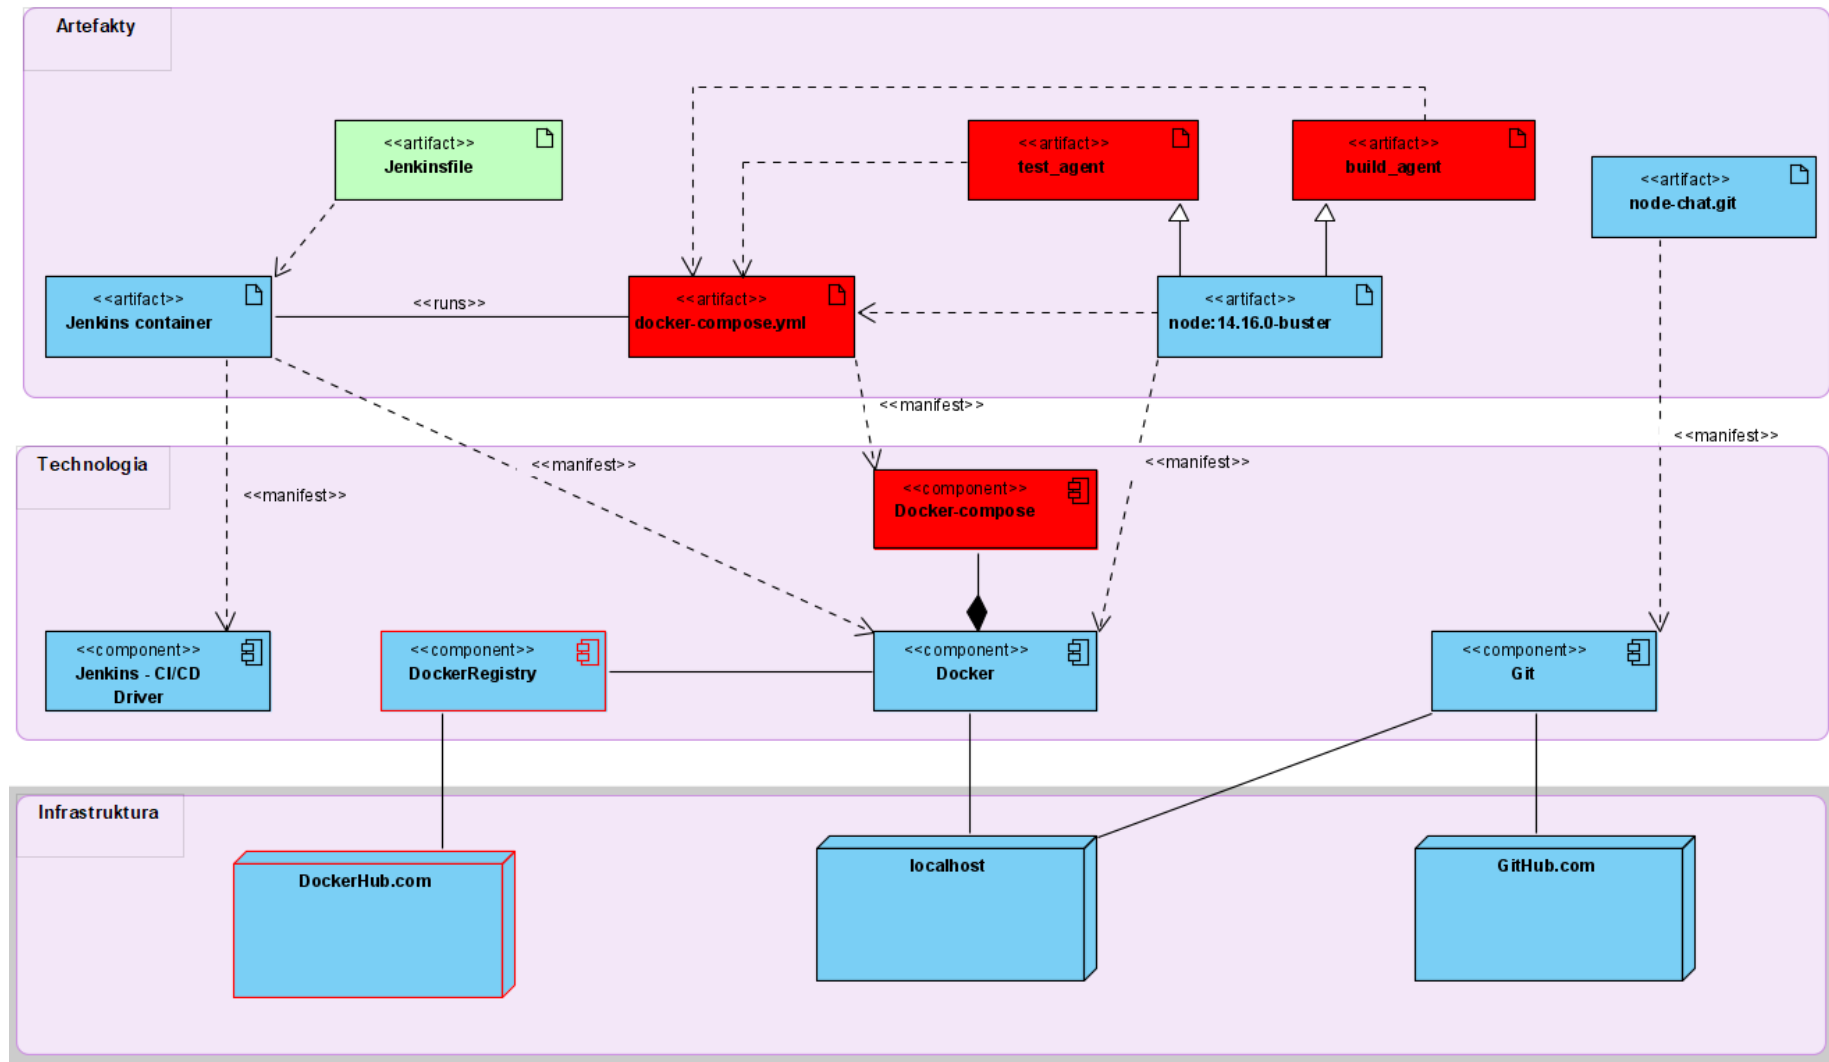 Artefakty
<<artifact>>
Jenkinsfile
<<artifact>>
test_agent
<<artifact>>
build_agent
<<artifact>>
node-chat.git
<<artifact>>
Jenkins container
<<runs>>
<<artifact>>
docker-compose.yml
<<artifact>>
node:14.16.0-buster
<<manifest>>
<<manifest>>
<<manifest>>
<<manifest>>
<<manifest>>
Technologia
<<component>>
Docker-compose
<<component>>
Jenkins - CI/CD
Driver
<<component>>
DockerRegistry
<<component>>
Docker
<<component>>
Git
Infrastruktura
DockerHub.com
localhost
GitHub.com